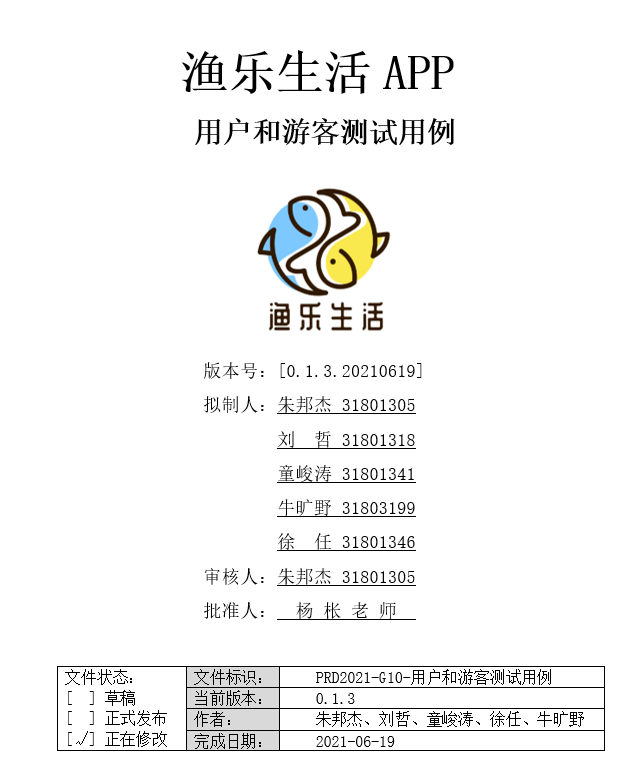 渔乐生活 APP
用户和游客测试用例
渔乐生活
版本号：[0.1.3.20210619]
拟制人：朱邦杰 31801305
刘 哲 31801318
童峻涛 31801341
牛旷野 31803199
徐 任 31801346
审核人：朱邦杰 31801305
批准人： 杨 枨 老 师
文件状态：
[ ] 草稿
[ ] 正式发布
[√] 正在修改
文件标识： PRD2021-G10-用户和游客测试用例
当前版本： 0.1.3
作者： 朱邦杰、刘哲、童峻涛、徐任、牛旷野
完成日期： 2021-06-19